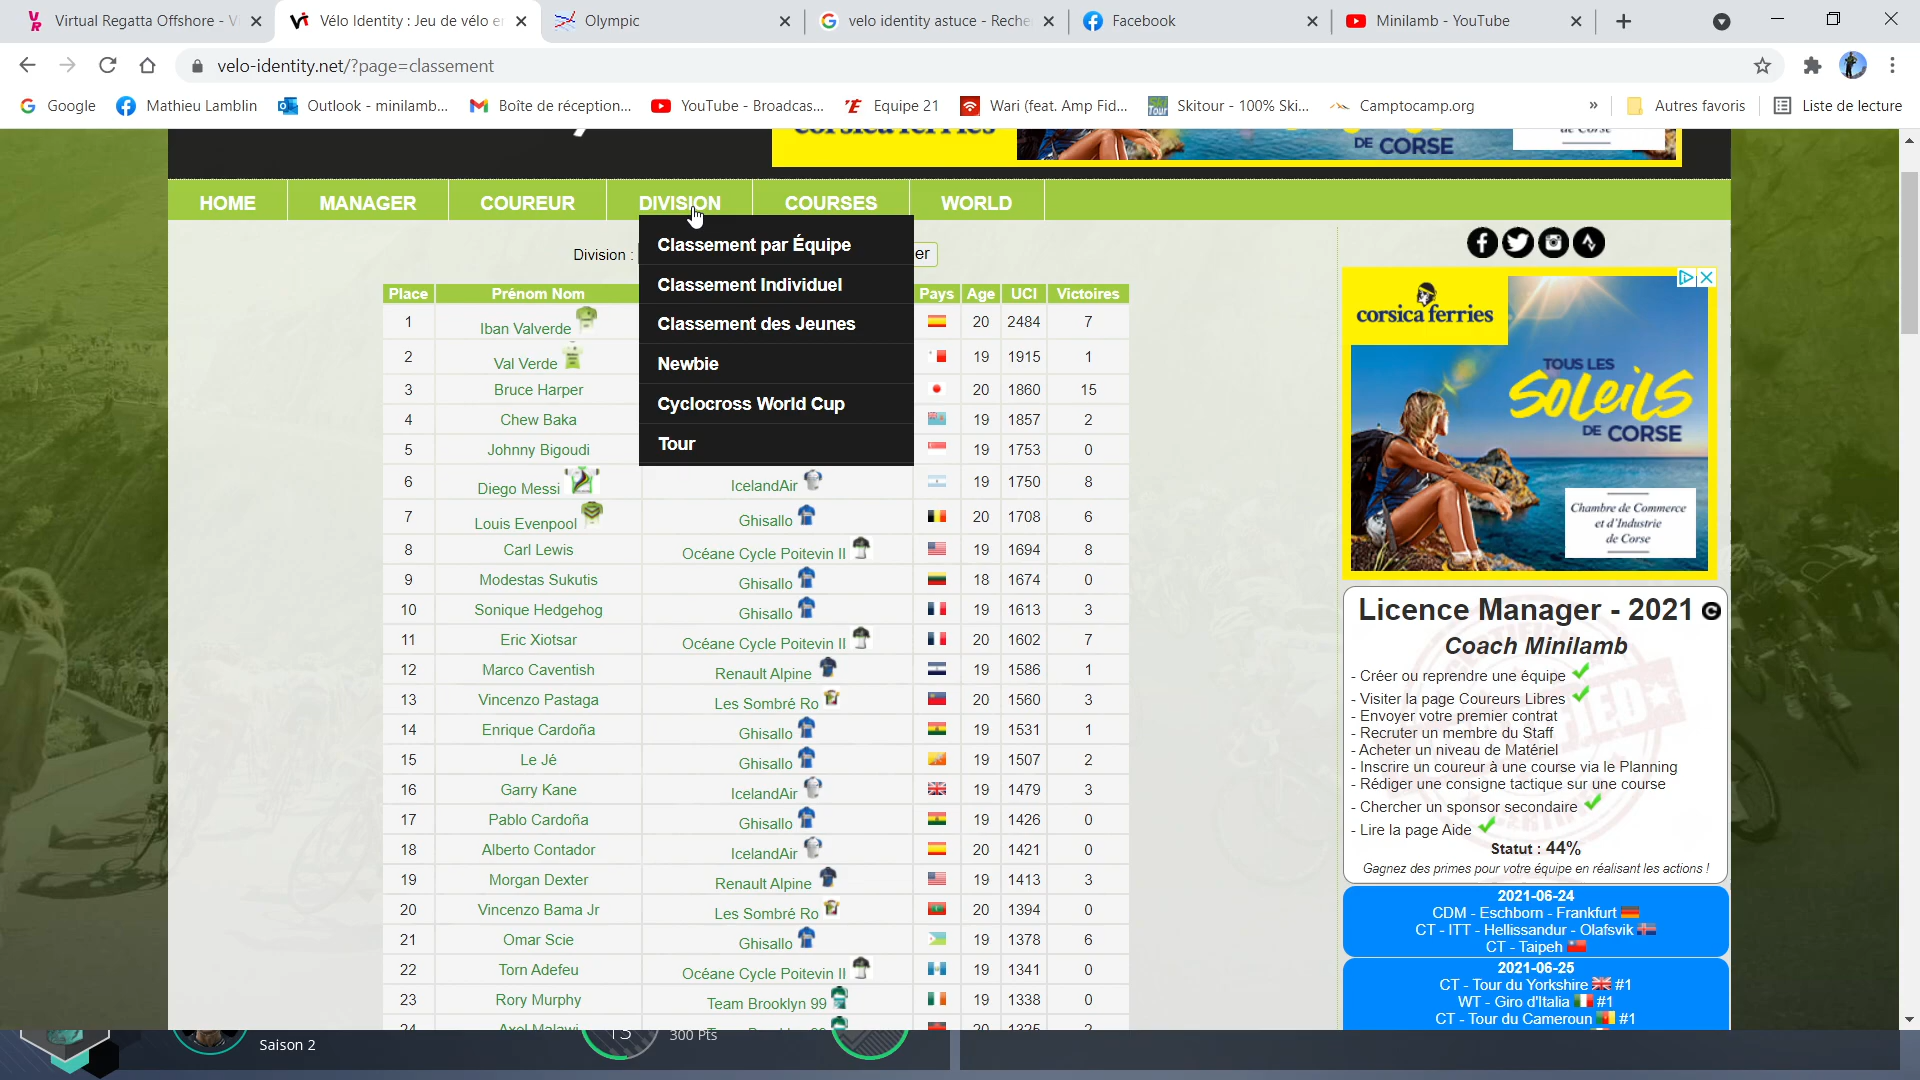 Virtual Regatta Offshore - Vi
Vélo Identity : Jeu de vélo e
Olympic
velo identity astuce - Reche
Facebook
Minilamb - YouTube
velo-identity.net/?page=classement
Google
Mathieu Lamblin
Outlook - minilamb...
Boîte de réception...
YouTube - Broadcas...
Equipe 21
Wari (feat. Amp Fid...
Skitour - 100% Ski...
Camptocamp.org
»
Autres favoris
Liste de lecture
corsica ferries
DE CORSE
HOME
MANAGER
COUREUR
DIVISION
COURSES
WORLD
Division :
er
Classement par Équipe
Classement Individuel
Classement des Jeunes
Newbie
Cyclocross World Cup
Tour
Place Prénom Nom Pays Age UCI Victoires
1 Iban Valverde 20 2484 7
2 Val Verde 19 1915 1
3 Bruce Harper 20 1860 15
4 Chew Baka 19 1857 2
5 Johnny Bigoudi 19 1753 0
6 Diego Messi IcelandAir 19 1750 8
7 Louis Evenpool Ghisallo 20 1708 6
8 Carl Lewis Océane Cycle Poitevin II 19 1694 8
9 Modestas Sukutis Ghisallo 18 1674 0
10 Sonique Hedgehog Ghisallo 19 1613 3
11 Eric Xiotsar Océane Cycle Poitevin II 20 1602 7
12 Marco Caventish Renault Alpine 19 1586 1
13 Vincenzo Pastaga Les Sombré Ro 20 1560 3
14 Enrique Cardoña Ghisallo 19 1531 1
15 Le Jé Ghisallo 19 1507 2
16 Garry Kane IcelandAir 19 1479 3
17 Pablo Cardoña Ghisallo 19 1426 0
18 Alberto Contador IcelandAir 20 1421 0
19 Morgan Dexter Renault Alpine 19 1413 3
20 Vincenzo Bama Jr Les Sombré Ro 20 1394 0
21 Omar Scie Ghisallo 19 1378 6
22 Torn Adefeu Océane Cycle Poitevin II 19 1341 0
23 Rory Murphy Team Brooklyn 99 19 1338 0
24 Axel Malawi Team Brooklyn 99 20 1325 2
corsica ferries
TOUS LES
SOLEILS
DE CORSE
Chambre de Commerce
et d'Industrie
de Corse
Licence Manager - 2021
Coach Minilamb
- Créer ou reprendre une équipe
- Visiter la page Coureurs Libres
- Envoyer votre premier contrat
- Recruter un membre du Staff
- Acheter un niveau de Matériel
- Inscrire un coureur à une course via le Planning
- Rédiger une consigne tactique sur une course
- Chercher un sponsor secondaire
- Lire la page Aide
Statut : 44%
Gagnez des primes pour votre équipe en réalisant les actions !
2021-06-24
CDM - Eschborn - Frankfurt
CT - ITT - Hellissandur - Olafsvik
CT - Taipeh
2021-06-25
CT - Tour du Yorkshire #1
WT - Giro d'Italia #1
CT - Tour du Cameroun #1
Saison 2
13
300 Pts